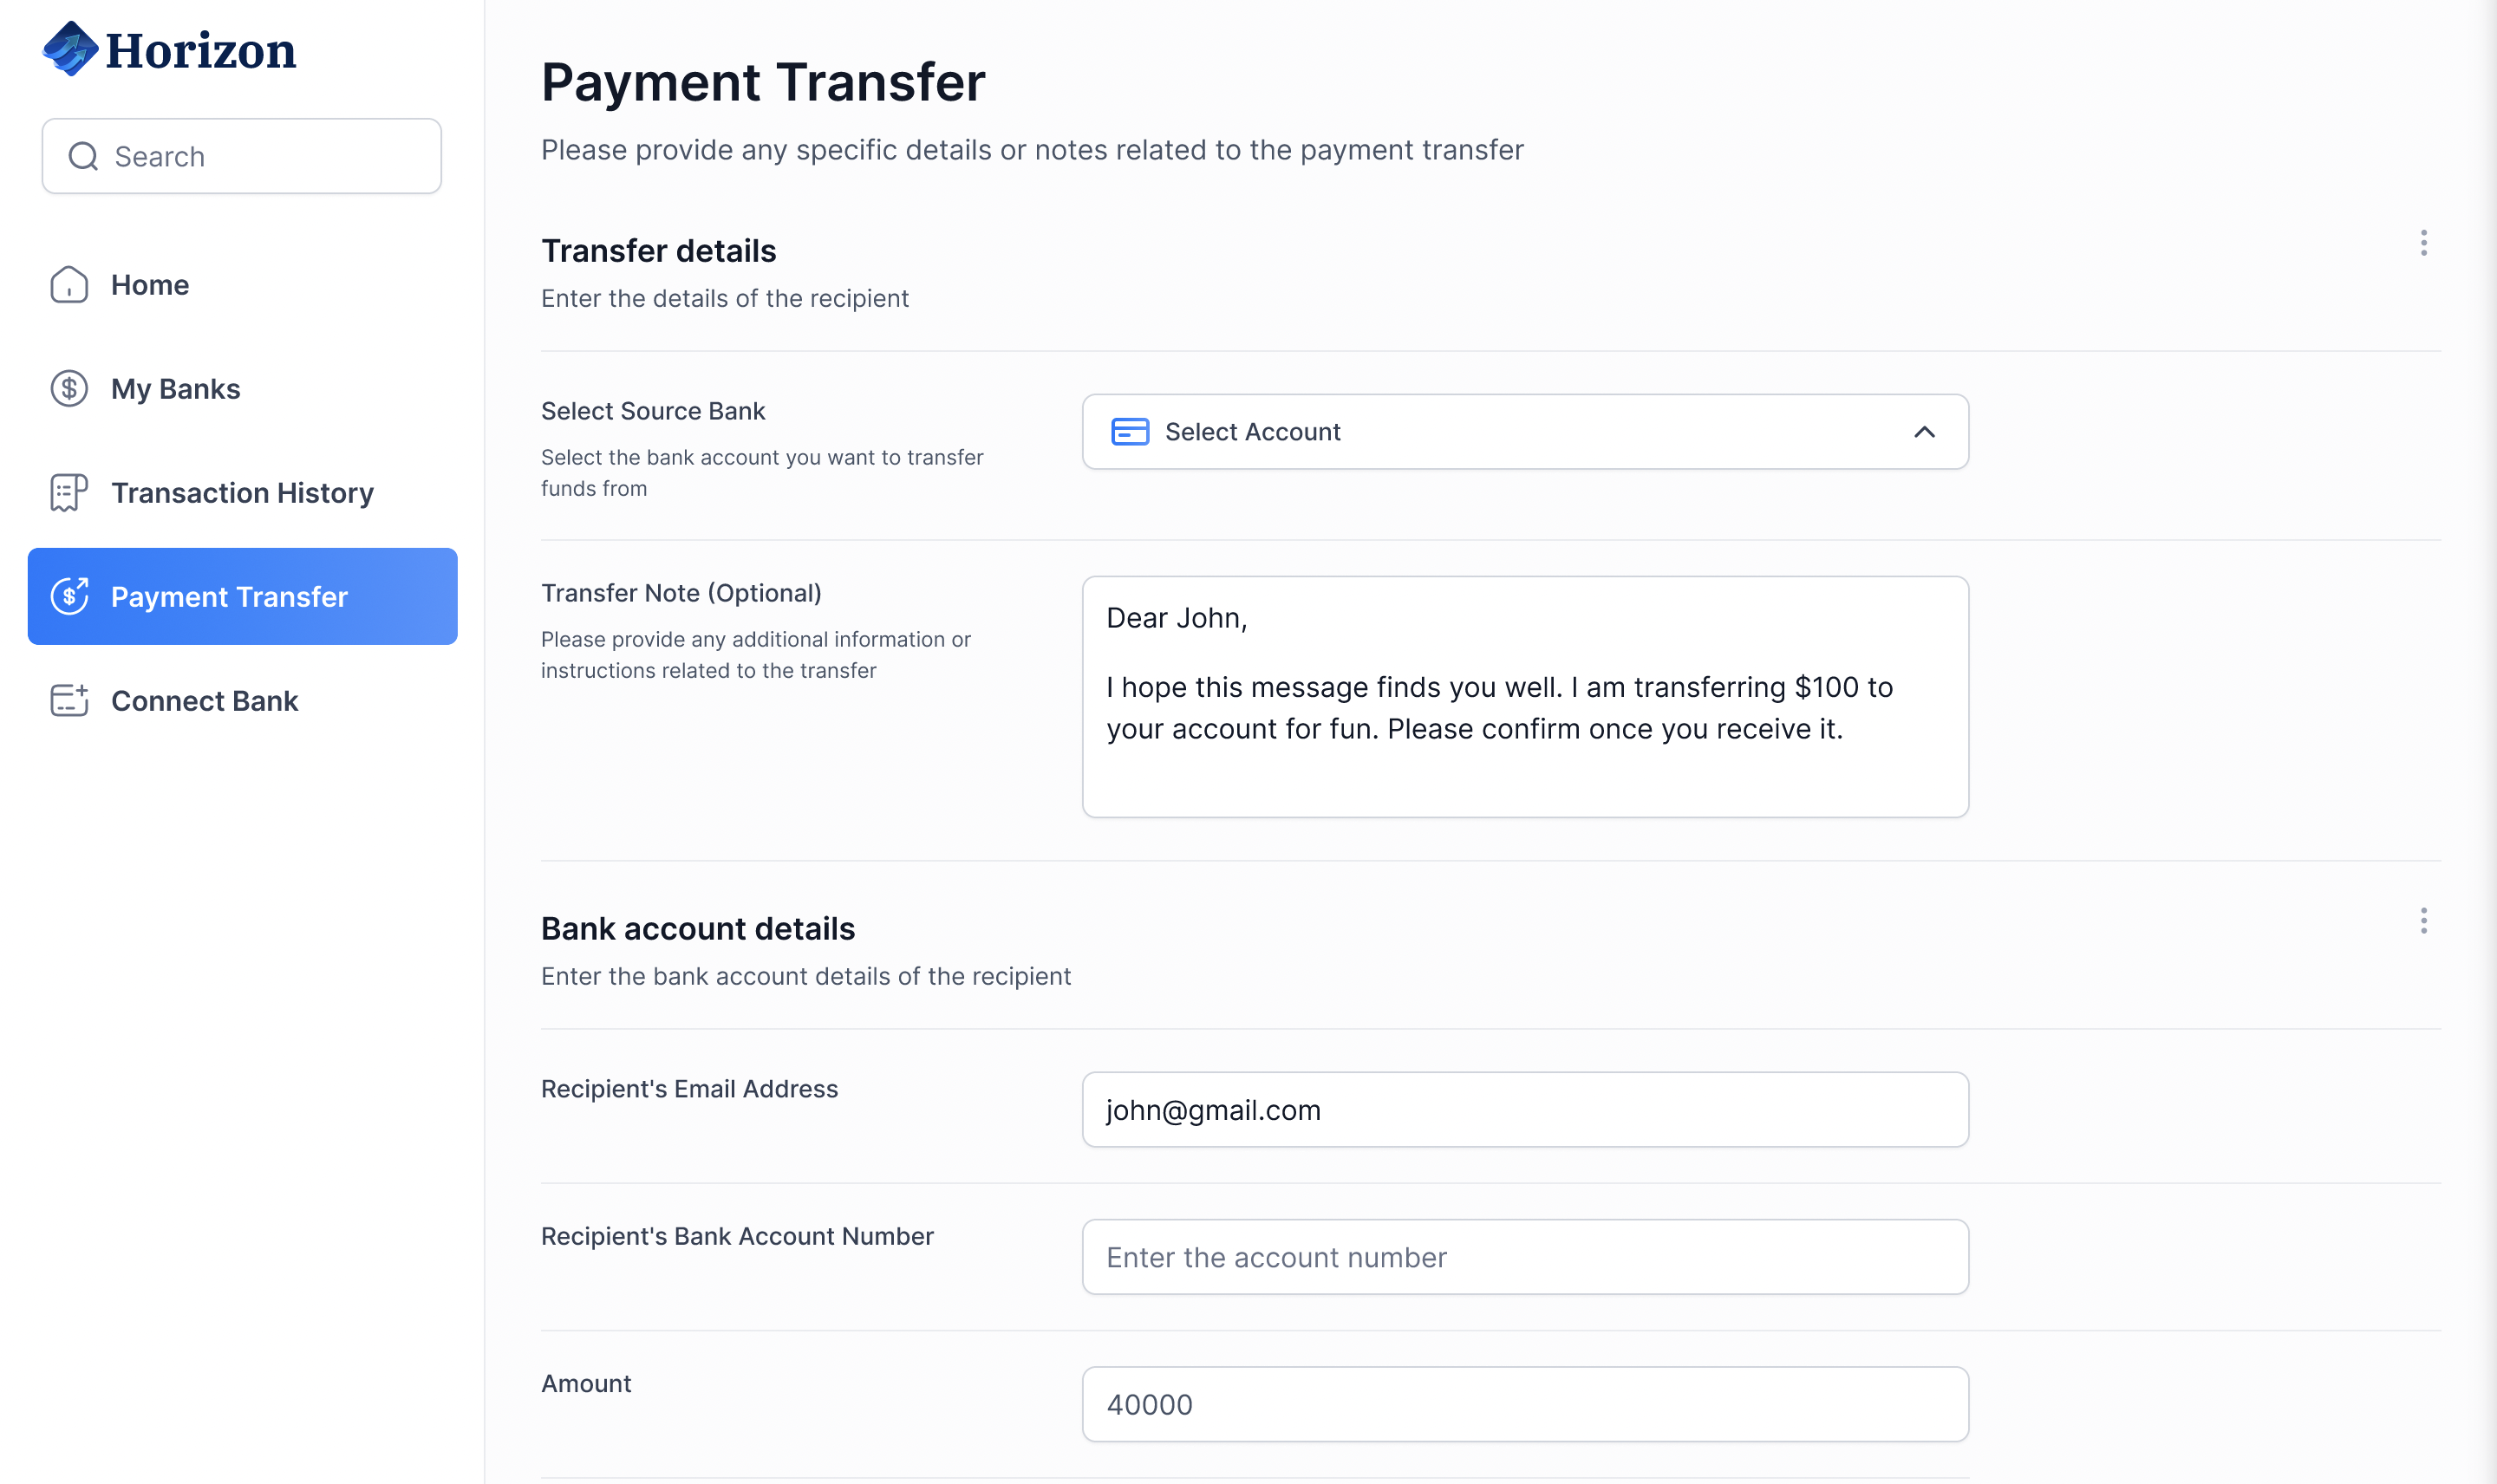 Horizon
Search
Home
My Banks
Transaction History
Payment Transfer
Connect Bank
Payment Transfer
Please provide any specific details or notes related to the payment transfer
Transfer details
Enter the details of the recipient
Select Source Bank
Select the bank account you want to transfer
funds from
Select Account
Transfer Note (Optional)
Please provide any additional information or
instructions related to the transfer
Dear John,
I hope this message finds you well. I am transferring $100 to
your account for fun. Please confirm once you receive it.
Bank account details
Enter the bank account details of the recipient
Recipient's Email Address
john@gmail.com
Recipient's Bank Account Number
Enter the account number
Amount
40000